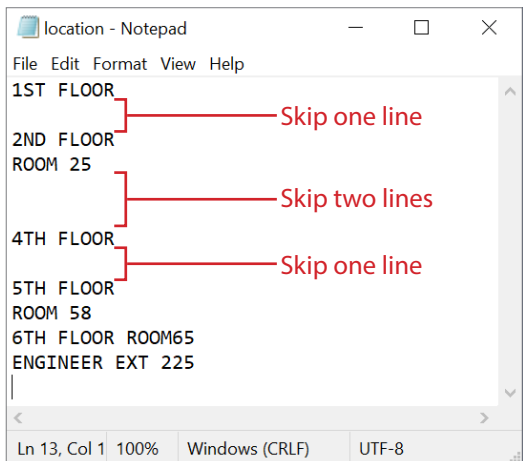 location - Notepad
File Edit Format View Help
1ST FLOOR
Skip one line
2ND FLOOR
ROOM 25
Skip two lines
4TH FLOOR
Skip one line
5TH FLOOR
ROOM 58
6TH FLOOR ROOM65
ENGINEER EXT 225
Ln 13, Col 1 100% Windows (CRLF) UTF-8